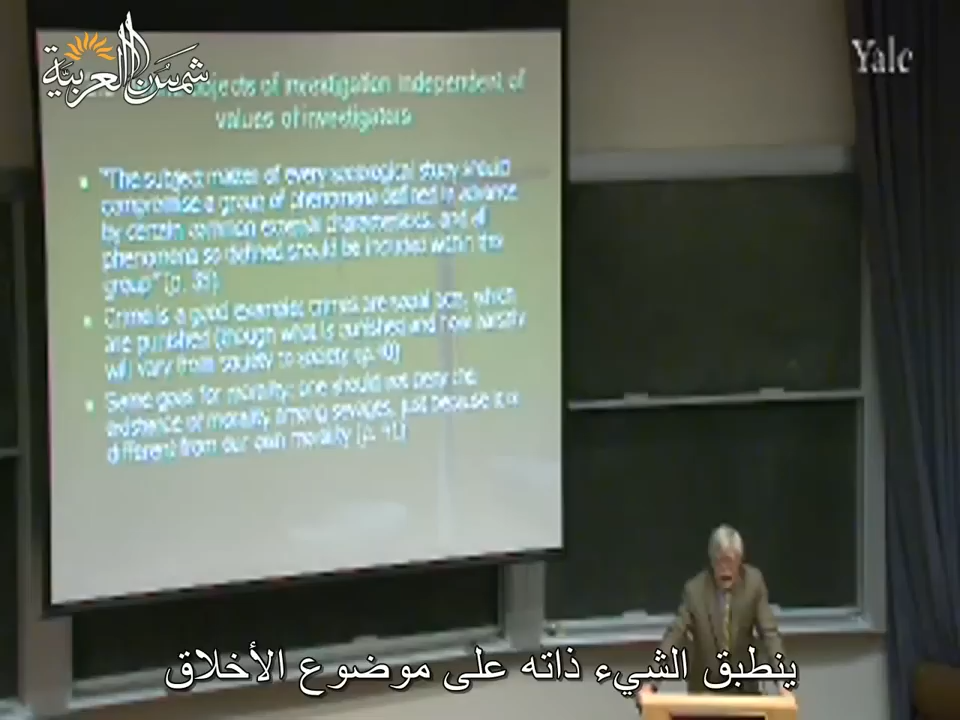 شمس العربية
Yale
objects of investigation independent of
values of investigators
"The subject matter of every sociological study should
compromise a group of phenomena defined in advance
by certain common external characteristics, and all
phenomena so defined should be included within this
group" (p. 35)
Crime is a good example: crimes are social acts, which
are punished (though what is punished and how harshly
will vary from society to society (p. 40)
Same goes for morality: one should not deny the
existence of morality among savages, just because it is
different from our own morality (p. 41)
ينطبق الشيء ذاته على موضوع الأخلاق